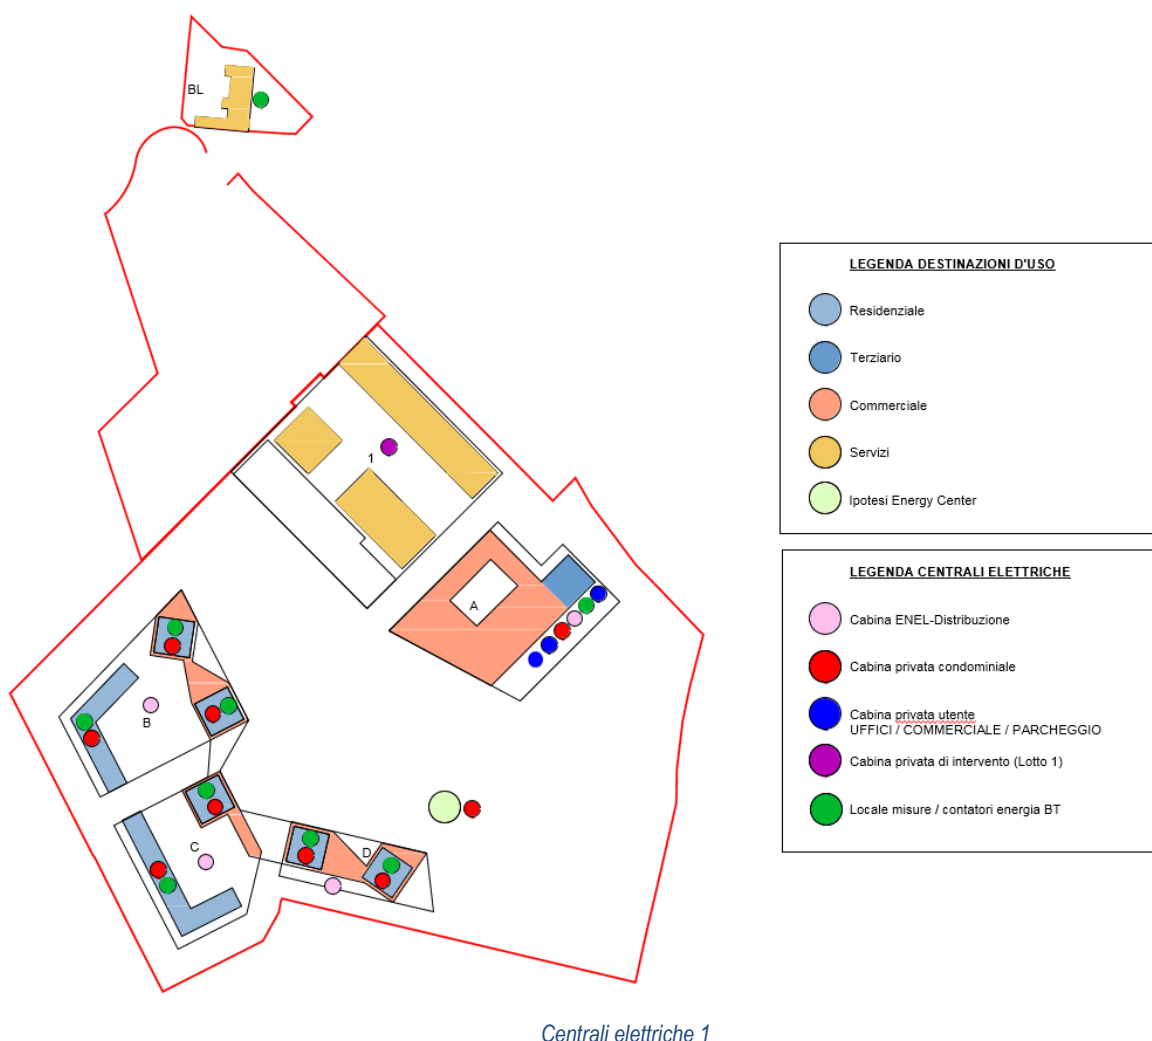 BL
1
A
B
C
D
LEGENDA DESTINAZIONI D'USO
Residenziale
Terziario
Commerciale
Servizi
Ipotesi Energy Center
LEGENDA CENTRALI ELETTRICHE
Cabina ENEL-Distribuzione
Cabina privata condominiale
Cabina privata utente
UFFICI / COMMERCIALE / PARCHEGGIO
Cabina privata di intervento (Lotto 1)
Locale misure / contatori energia BT
Centrali elettriche 1